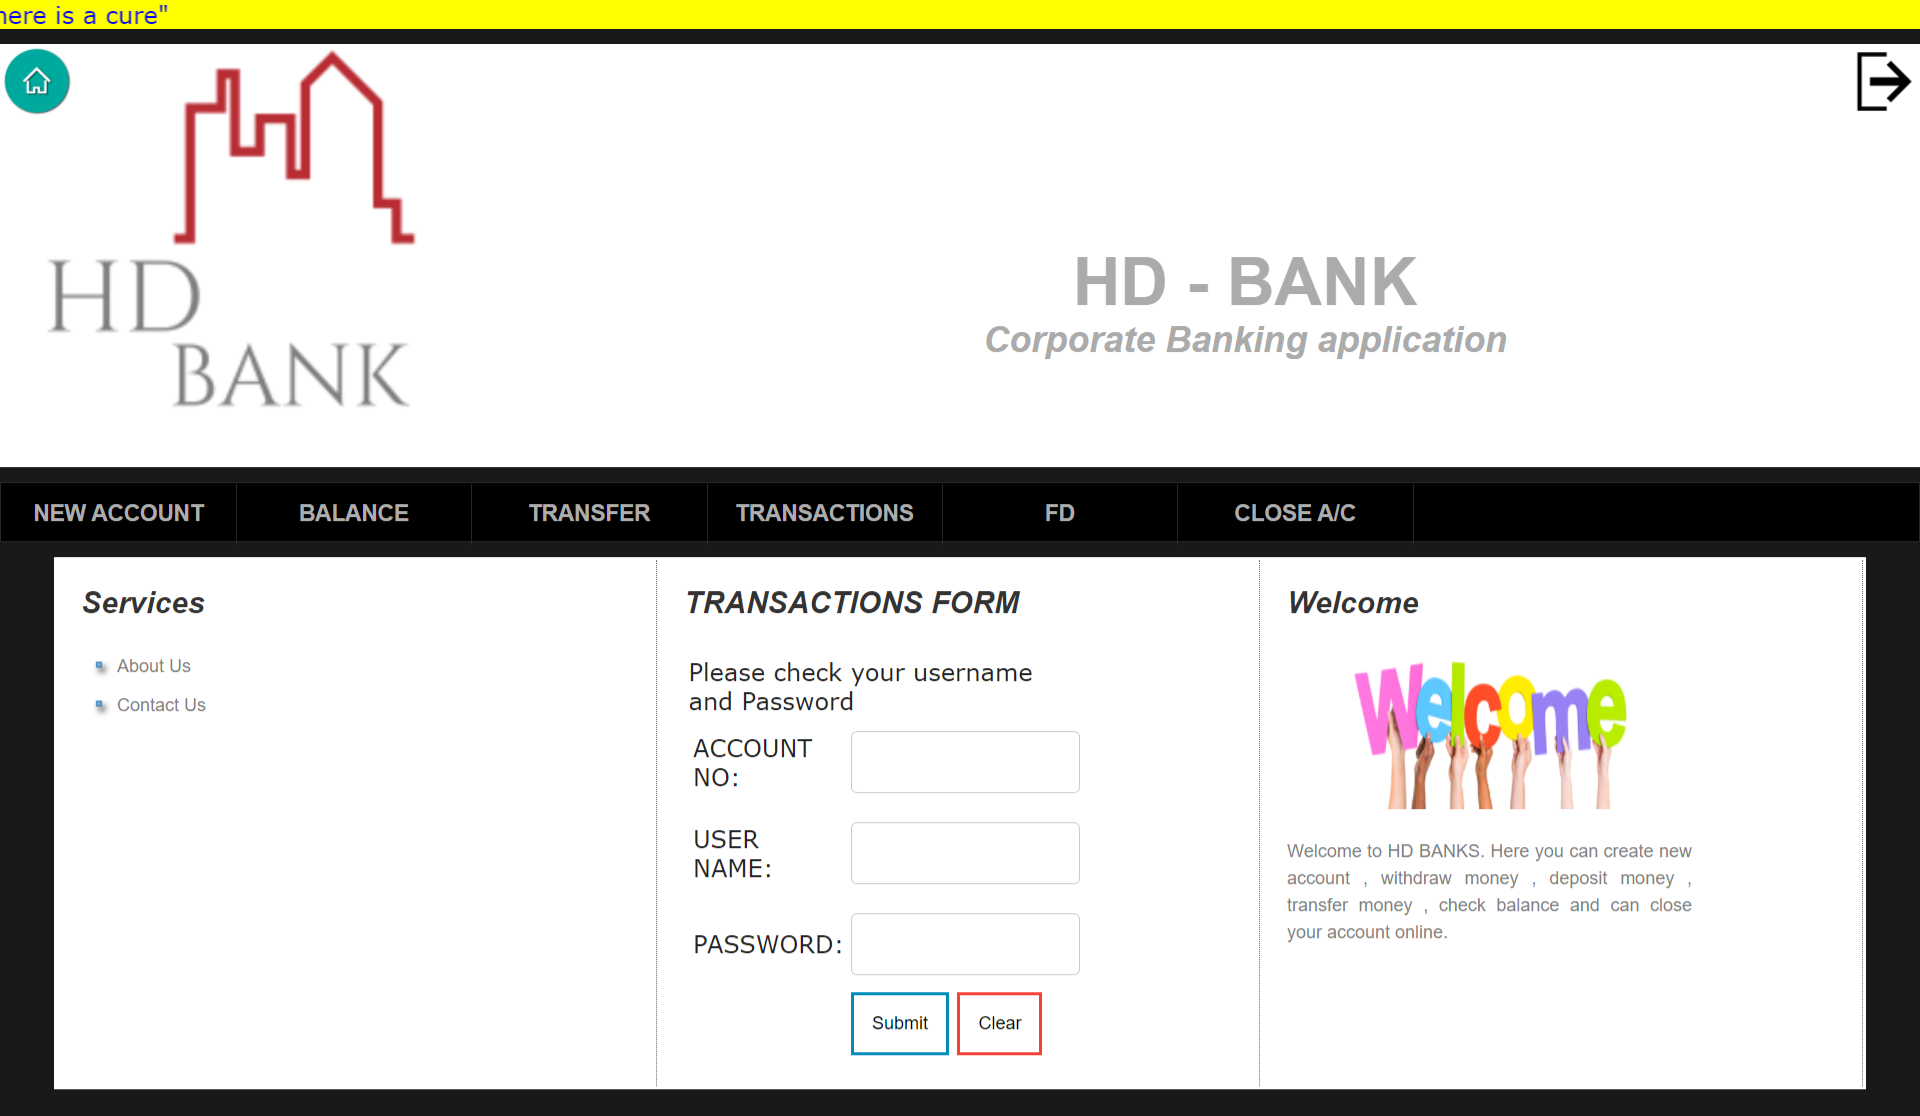 here is a cure"
HD
BANK
HD - BANK
Corporate Banking application
NEW ACCOUNT
BALANCE
TRANSFER
TRANSACTIONS
FD
CLOSE A/C
Services
About Us
Contact Us
TRANSACTIONS FORM
Please check your username
and Password
ACCOUNT
NO:
USER
NAME:
PASSWORD:
Submit
Clear
Welcome
Welcome
Welcome to HD BANKS. Here you can create new
account , withdraw money , deposit money ,
transfer money , check balance and can close
your account online.